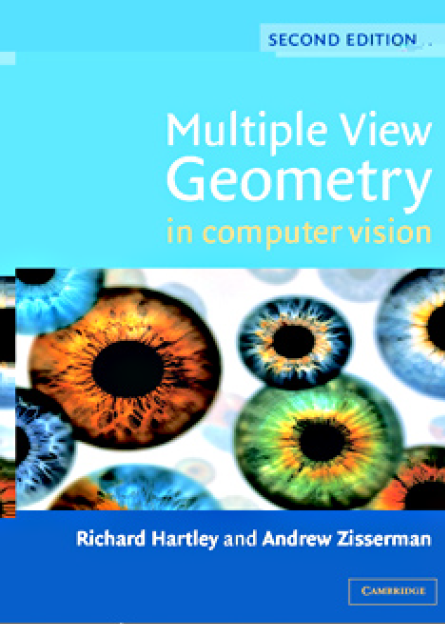 SECOND EDITION
Multiple View
Geometry
in computer vision
Richard Hartley and Andrew Zisserman
CAMBRIDGE